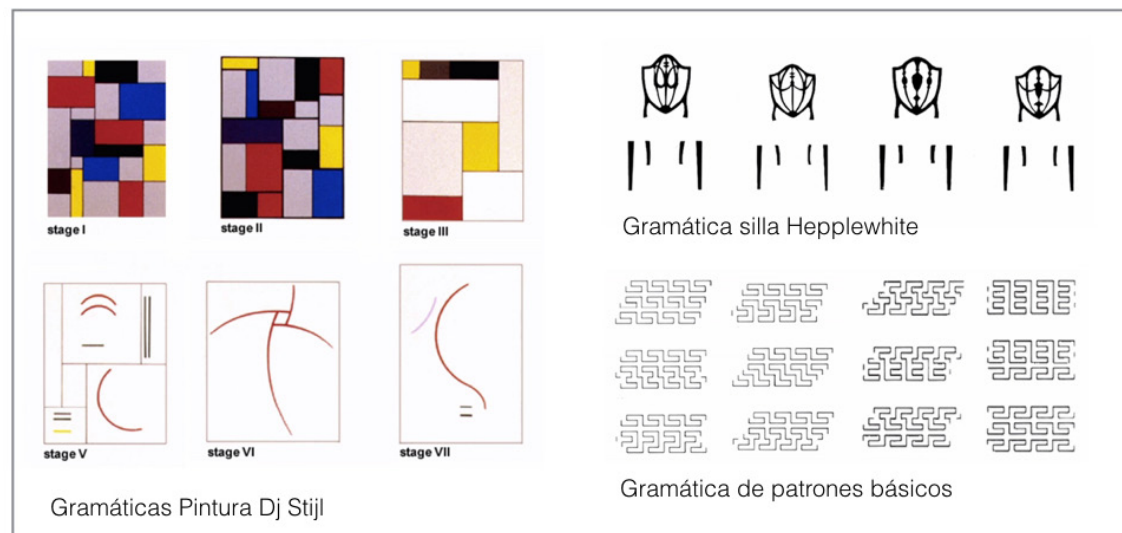 stage I
stage II
stage III
stage V
stage VI
stage VII
Gramáticas Pintura Dj Stijl
Gramática silla Hepplewhite
Gramática de patrones básicos